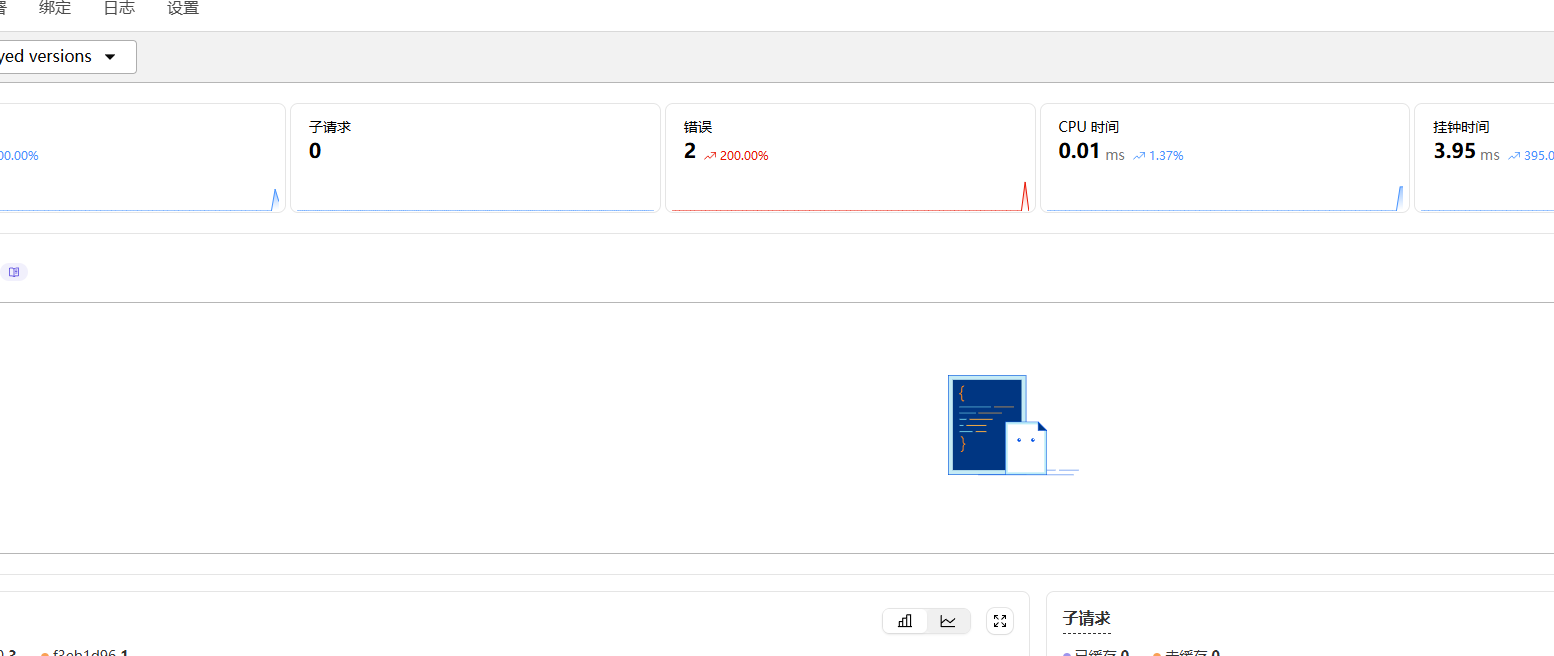 署 绑定 日志 设置
yed versions
00.00%
子请求
0
错误
2 200.00%
CPU 时间
0.01 ms 1.37%
挂钟时间
3.95 ms 395.0
{
}
子请求
3 f3eb1d96 1
已缓存 0 未缓存 0